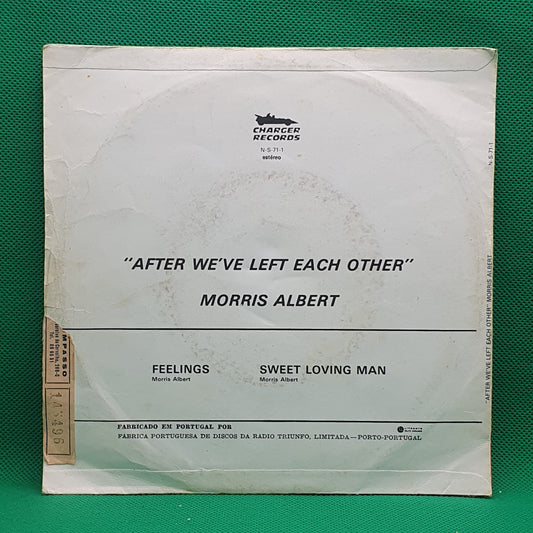 CHARGER
RECORDS
N-S-71-1
estéreo
"AFTER WE'VE LEFT EACH OTHER"
MORRIS ALBERT
FEELINGS
Morris Albert
SWEET LOVING MAN
Morris Albert
FABRICADO EM PORTUGAL POR
FÁBRICA PORTUGUESA DE DISCOS DA RADIO TRIUNFO, LIMITADA — PORTO-PORTUGAL
N-S-71-1
"AFTER WE'VE LEFT EACH OTHER" MORRIS ALBERT
MPASSO